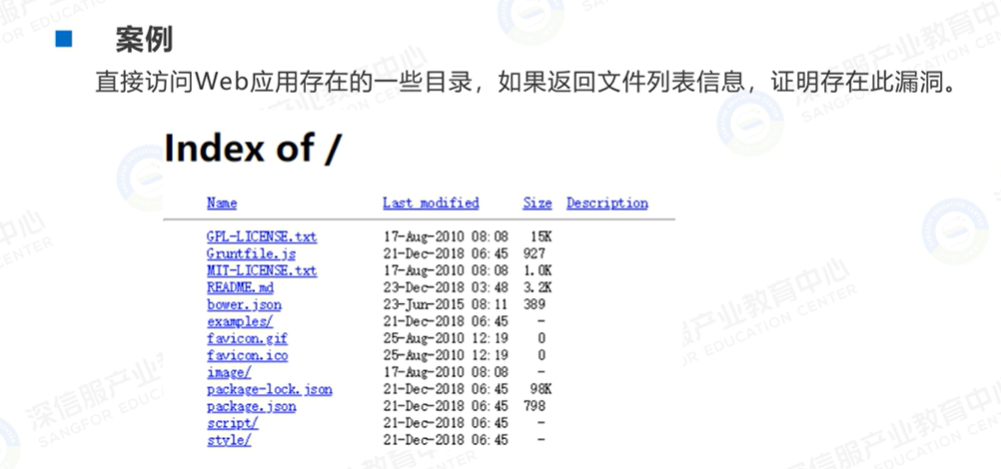 案例
直接访问Web应用存在的一些目录，如果返回文件列表信息，证明存在此漏洞。
Index of /
Name Last modified Size Description
GPL-LICENSE.txt 17-Aug-2010 08:08 15K
Gruntfile.js 21-Dec-2018 06:45 927
MIT-LICENSE.txt 17-Aug-2010 08:08 1.0K
README.md 23-Dec-2018 03:48 3.2K
bower.json 23-Jun-2015 08:11 389
examples/ 21-Dec-2018 06:45 -
favicon.gif 25-Aug-2010 12:19 0
favicon.ico 25-Aug-2010 12:19 0
image/ 17-Aug-2010 08:08 -
package-lock.json 21-Dec-2018 06:45 98K
package.json 21-Dec-2018 06:45 798
script/ 21-Dec-2018 06:45 -
style/ 21-Dec-2018 06:45 -
深信服产业教育中心
SANGFOR EDUCATION CENTER